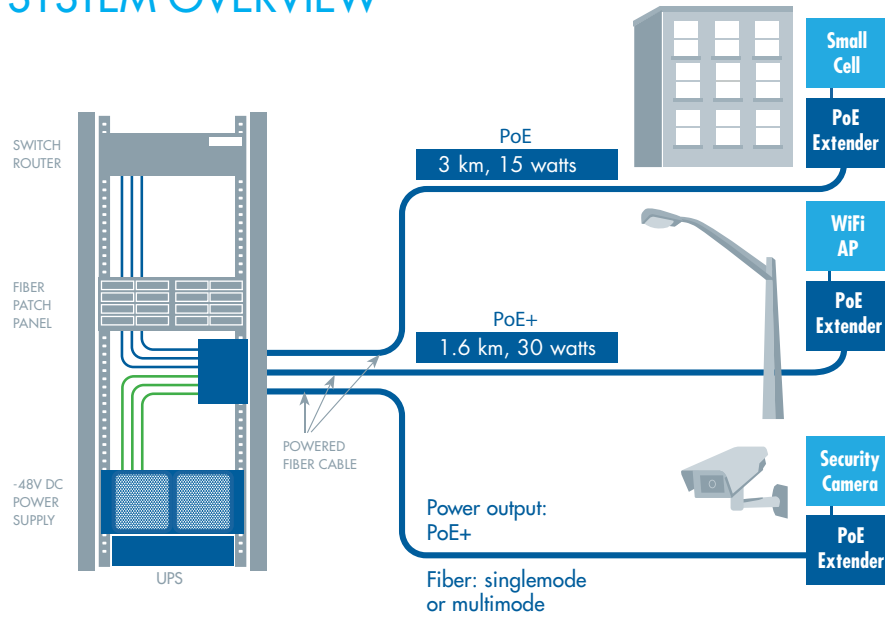 SYSTEM OVERVIEW
SWITCH
ROUTER
FIBER
PATCH
PANEL
-48V DC
POWER
SUPPLY
UPS
POWERED
FIBER CABLE
PoE
3 km, 15 watts
PoE+
1.6 km, 30 watts
Power output:
PoE+
Fiber: singlemode
or multimode
Small
Cell
PoE
Extender
WiFi
AP
PoE
Extender
Security
Camera
PoE
Extender